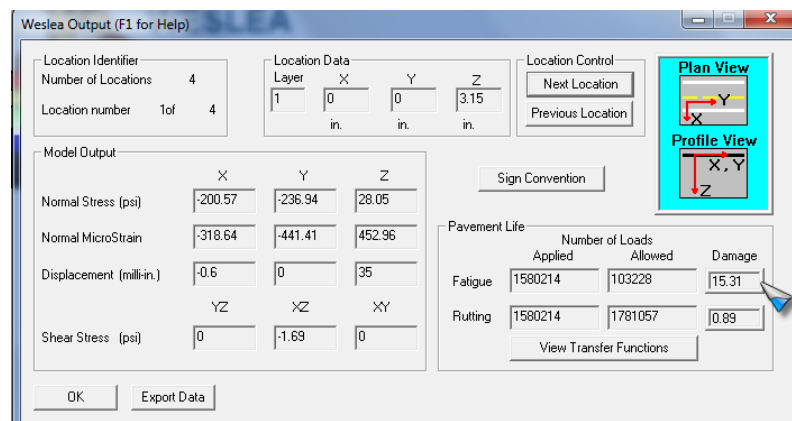 Weslea Output (F1 for Help)
WESLEA
Location Identifier
Number of Locations 4
Location number 1of 4
Location Data
Layer X Y Z
1 0 0 3.15
in. in. in.
Location Control
Next Location
Previous Location
Plan View
Y
X
Profile View
X, Y
Z
Model Output
X Y Z
Normal Stress (psi) -200.57 -236.94 28.05
Normal MicroStrain -318.64 -441.41 452.96
Displacement (milli-in.) -0.6 0 35
YZ XZ XY
Shear Stress (psi) 0 -1.69 0
Sign Convention
Pavement Life
Number of Loads
Applied Allowed Damage
Fatigue 1580214 103228 15.31
Rutting 1580214 1781057 0.89
View Transfer Functions
OK
Export Data